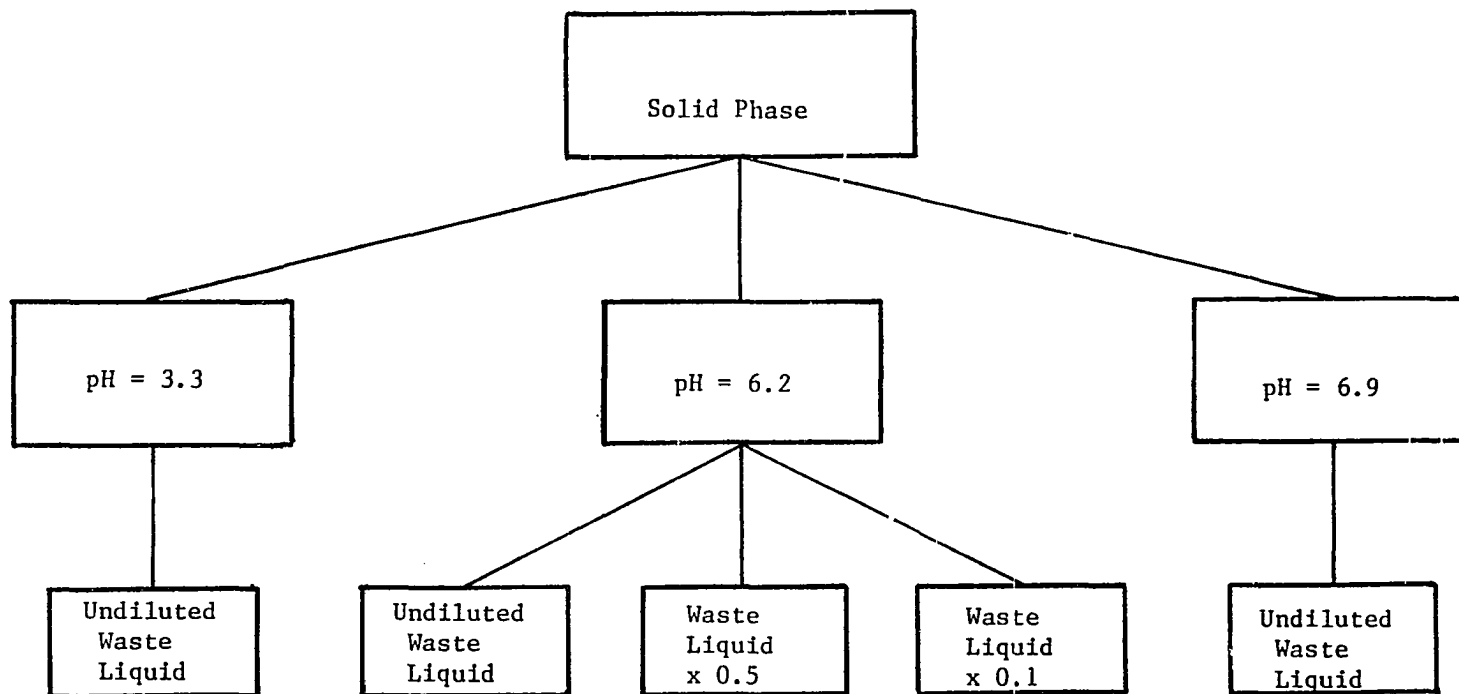 Solid Phase
pH = 3.3
pH = 6.2
pH = 6.9
Undiluted
Waste
Liquid
Undiluted
Waste
Liquid
Waste
Liquid
x 0.5
Waste
Liquid
x 0.1
Undiluted
Waste
Liquid